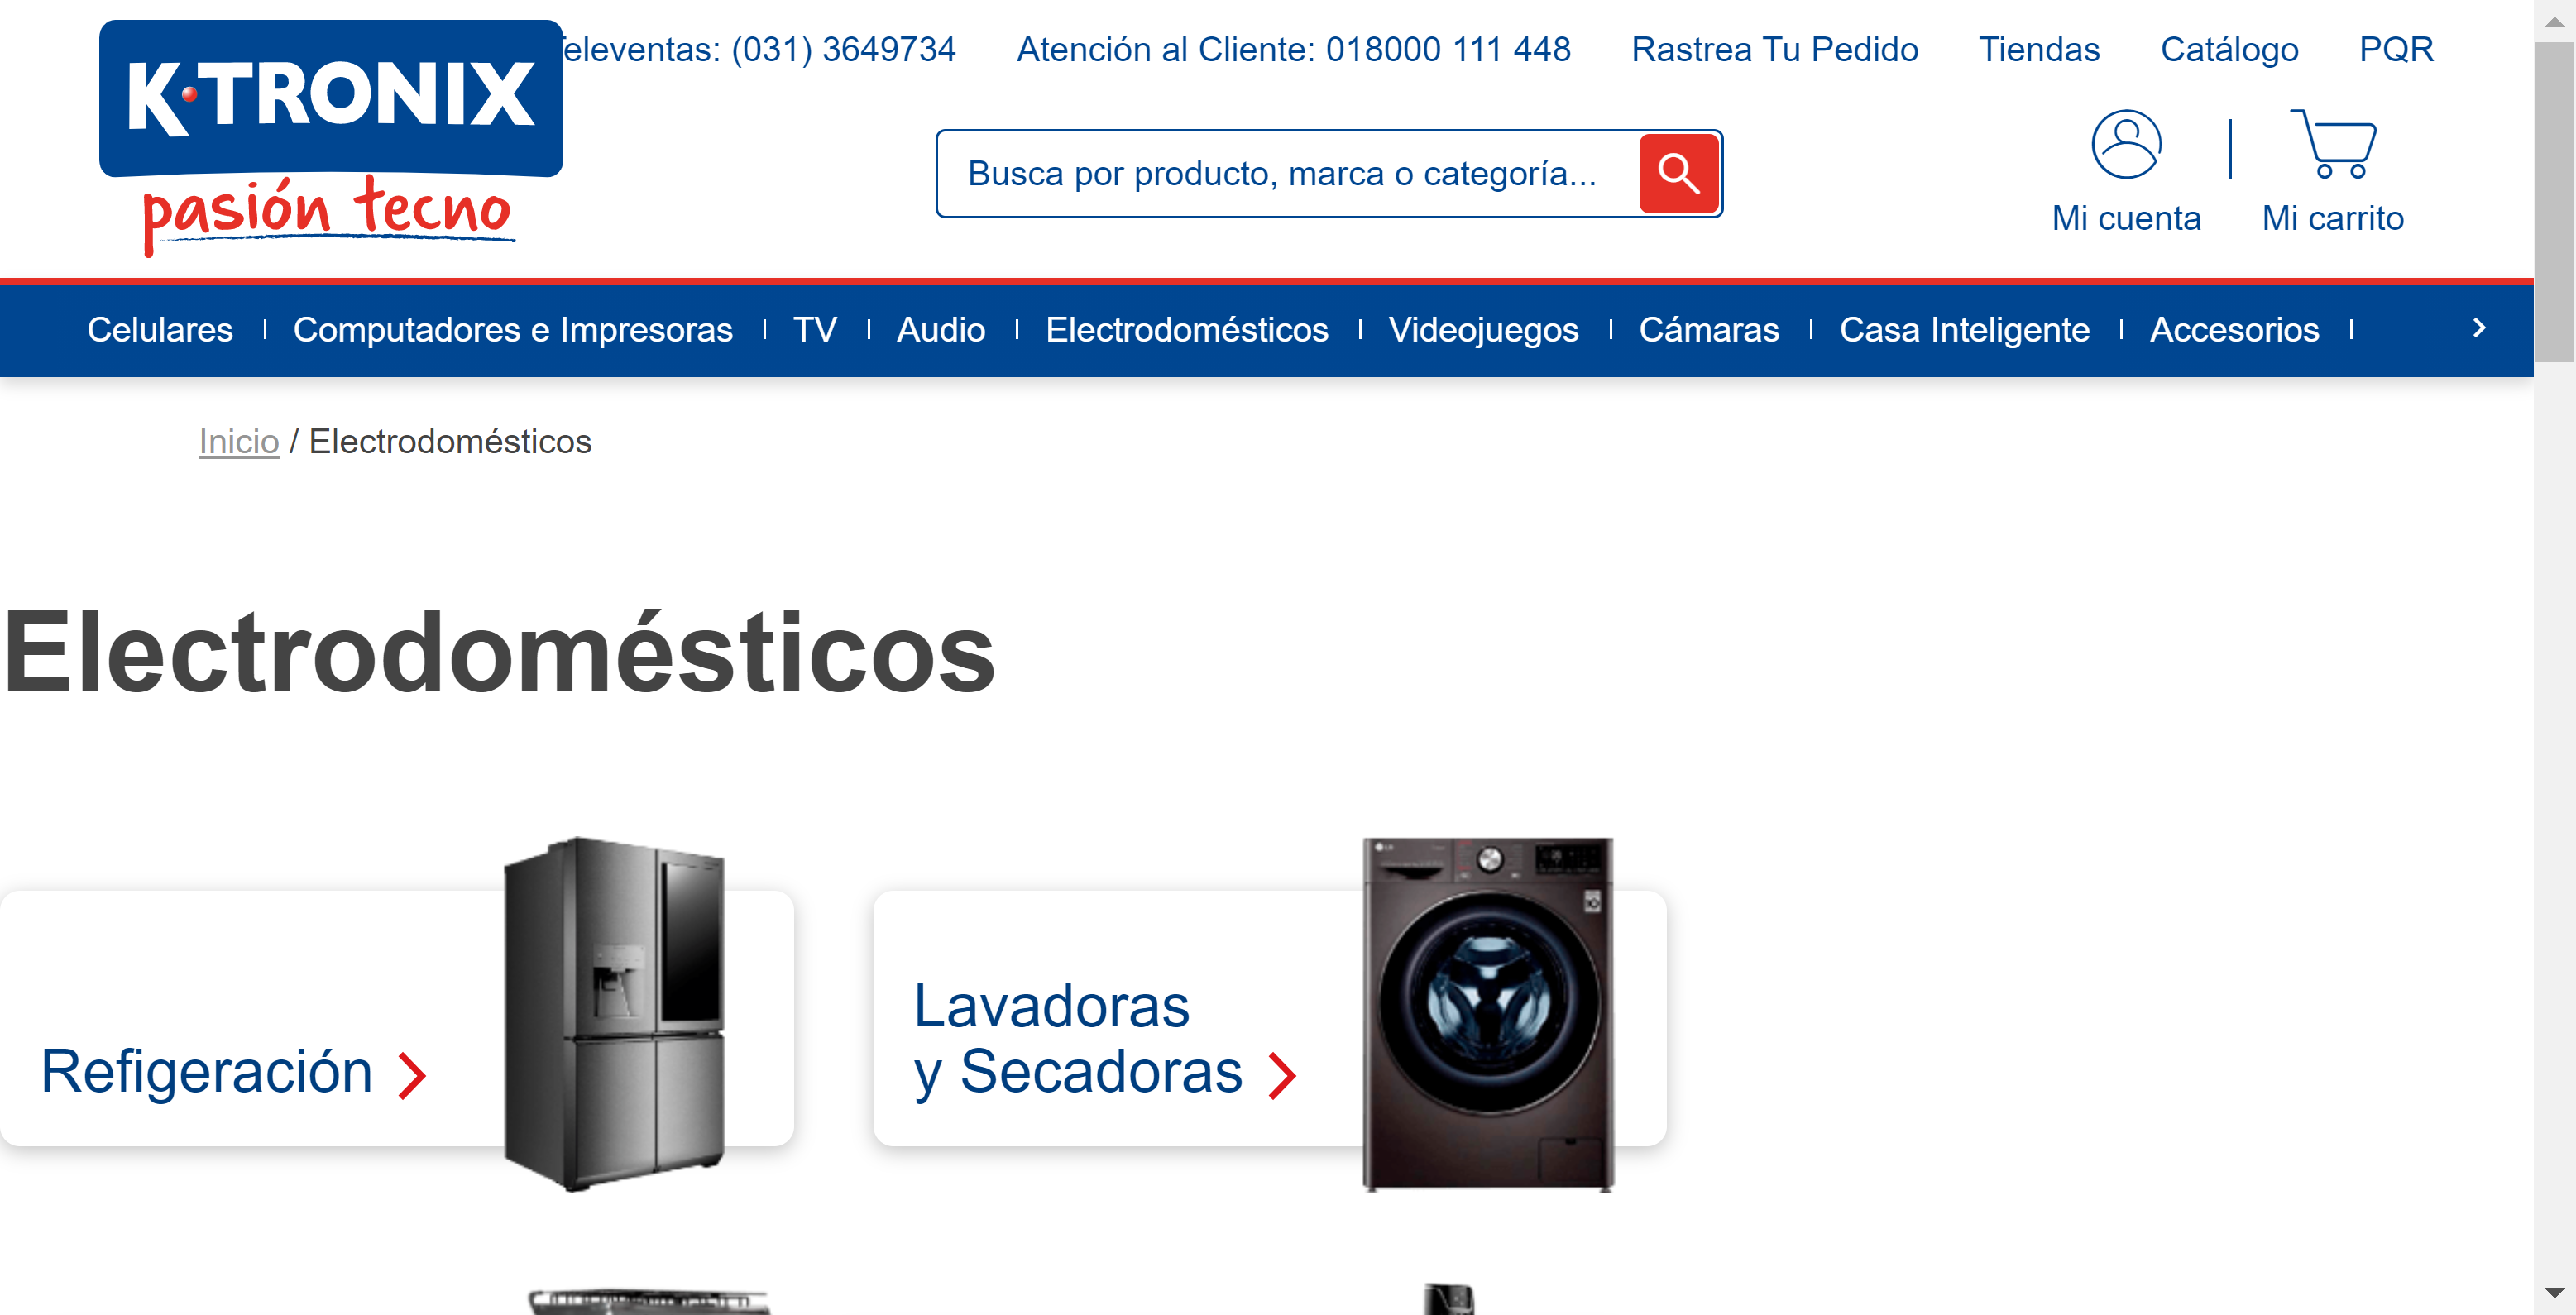 K·TRONIX
pasión tecno
Televentas: (031) 3649734
Atención al Cliente: 018000 111 448
Rastrea Tu Pedido
Tiendas
Catálogo
PQR
Busca por producto, marca o categoría...
Mi cuenta
Mi carrito
Celulares
Computadores e Impresoras
TV
Audio
Electrodomésticos
Videojuegos
Cámaras
Casa Inteligente
Accesorios
Inicio / Electrodomésticos
Electrodomésticos
Refigeración
Lavadoras
y Secadoras
LG